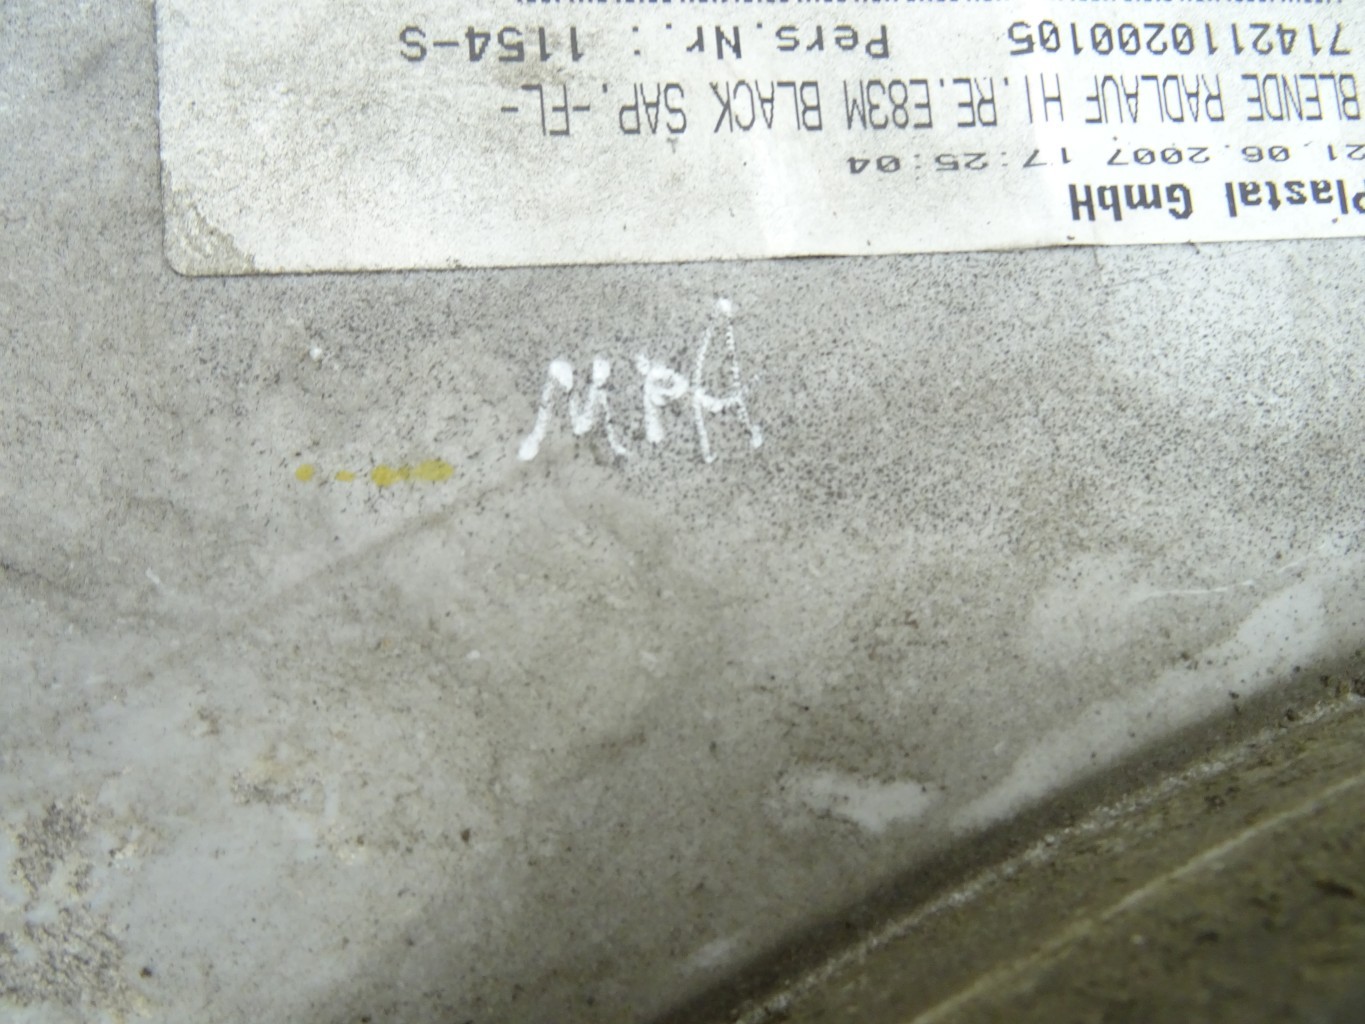 Plastal GmbH
21.06.2007 17:25:04
BLENDE RADLAUF HI.RE.E83M BLACK SAP.-FL-
7142110200105 Pers.Nr.: 1154-S
MPA